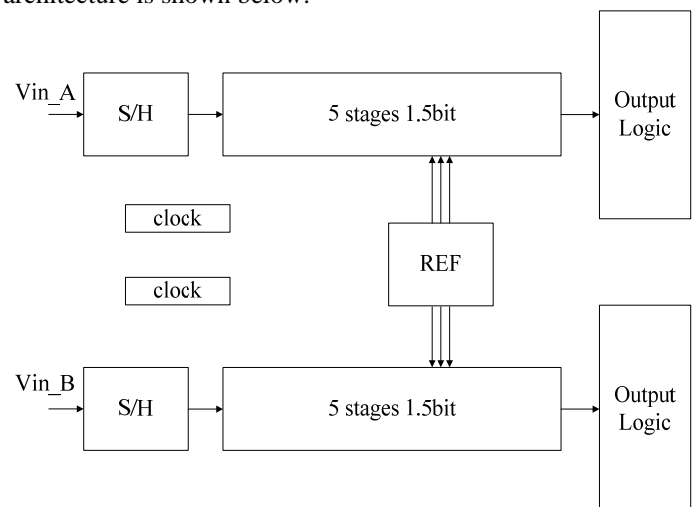 architecture is shown below:
Vin_A
S/H
5 stages 1.5bit
Output
Logic
clock
REF
clock
Vin_B
S/H
5 stages 1.5bit
Output
Logic